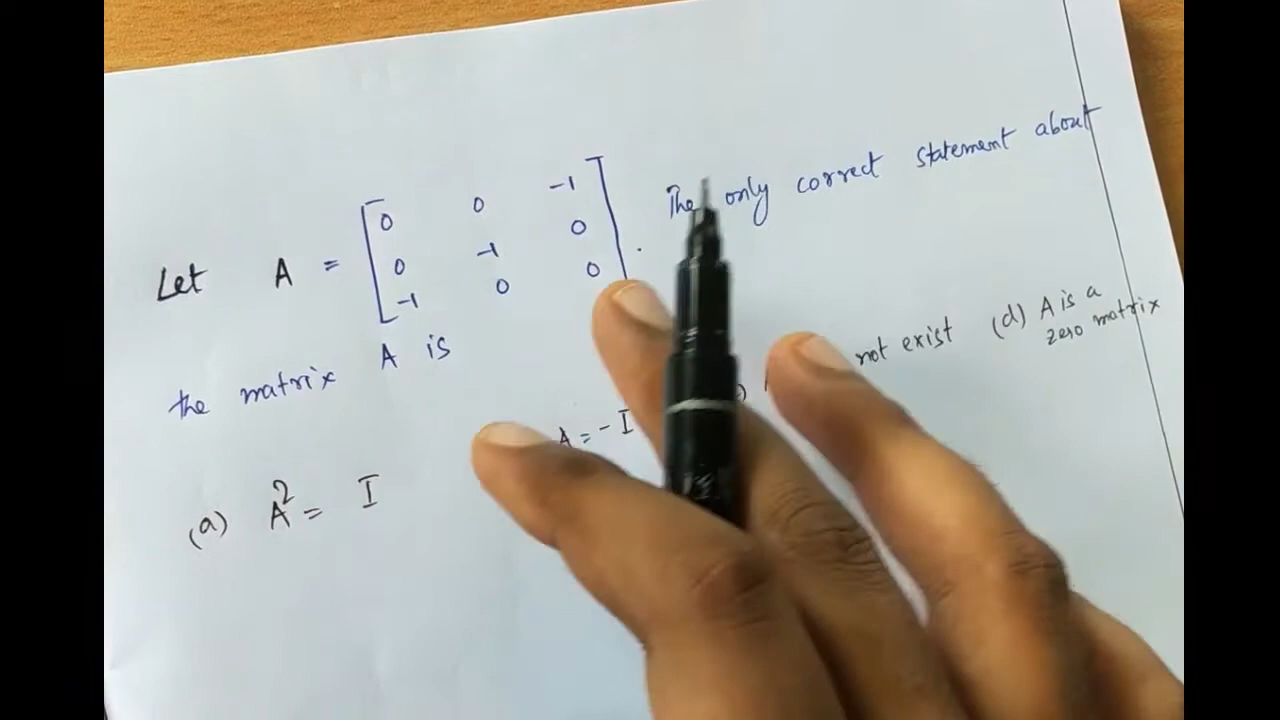 Let A = [ 0 0 -1
0 -1 0
-1 0 0 ] . The only correct statement about
the matrix A is
(a) A² = I A = - I ) not exist (d) A is a
zero matrix